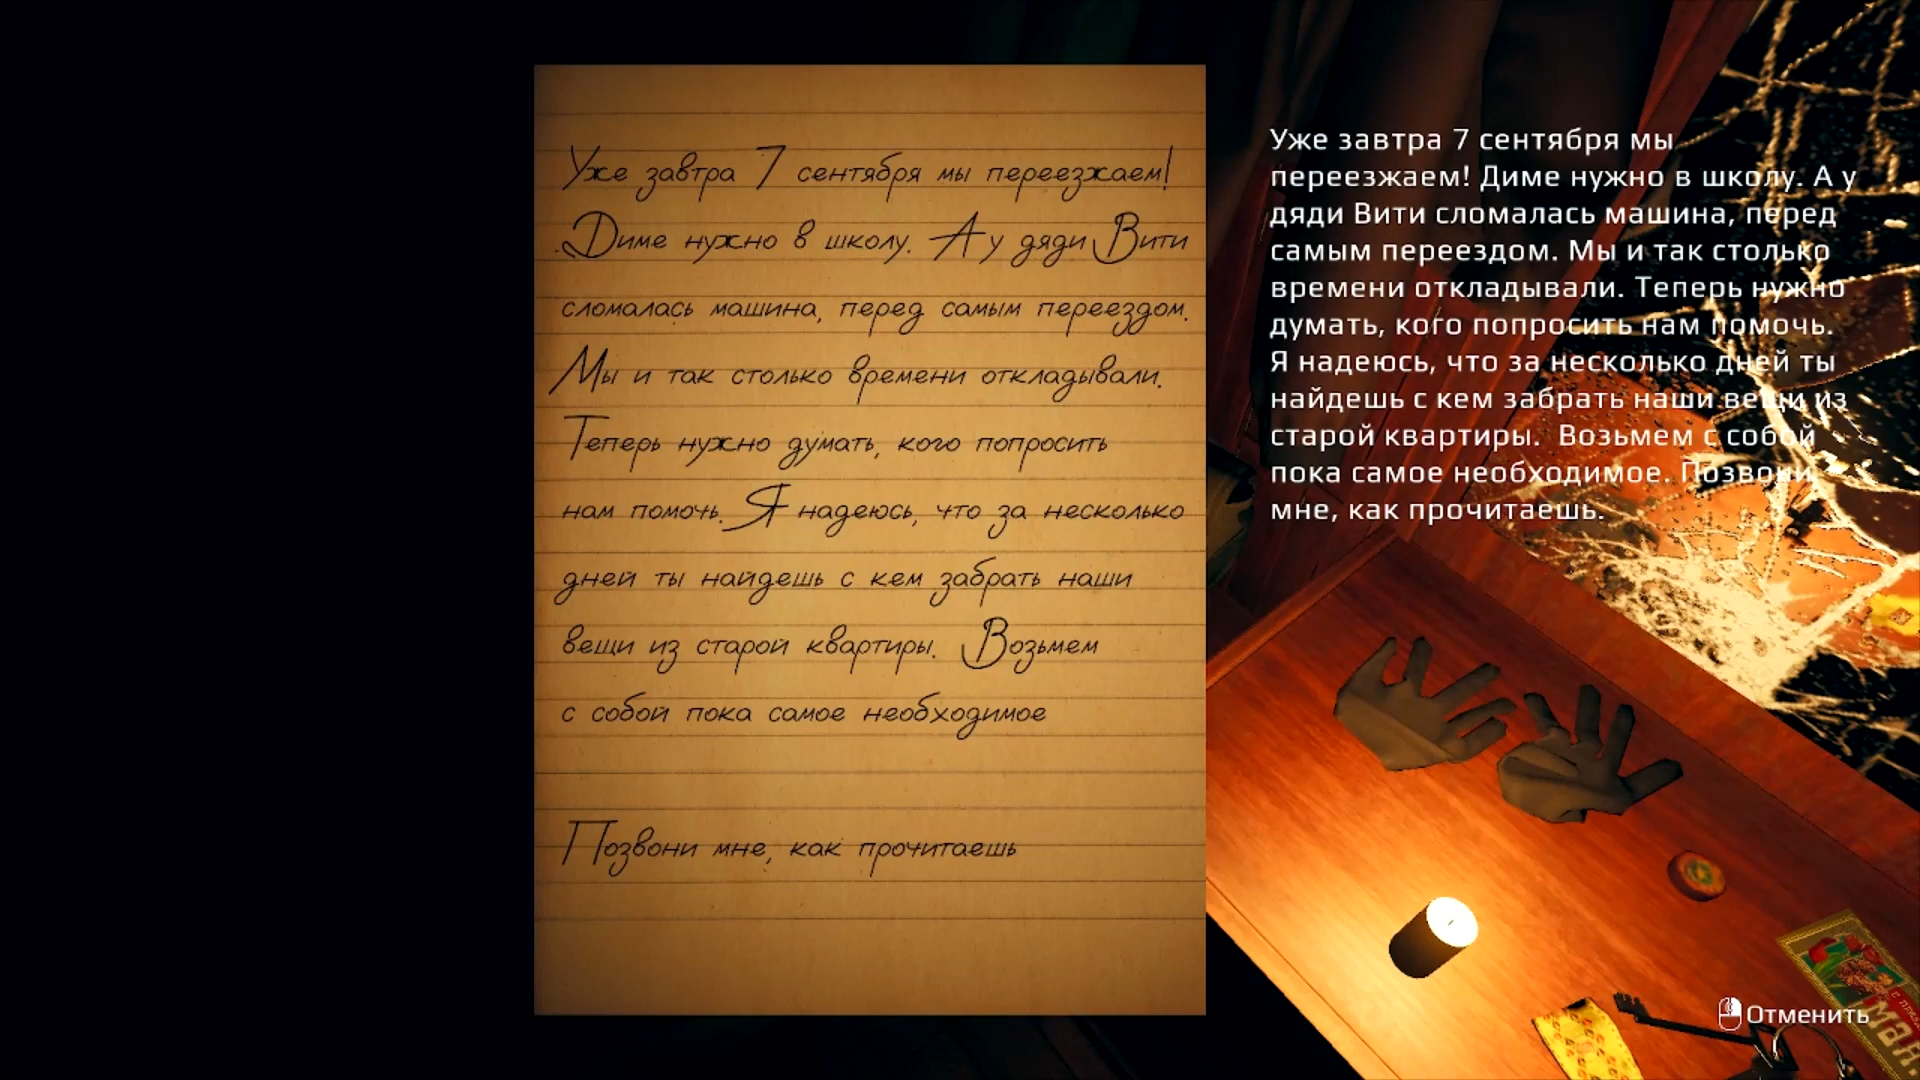 Уже завтра 7 сентября мы переезжаем!
Диме нужно в школу. А у дяди Вити
сломалась машина, перед самым переездом.
Мы и так столько времени откладывали.
Теперь нужно думать, кого попросить
нам помочь. Я надеюсь, что за несколько
дней ты найдешь с кем забрать наши
вещи из старой квартиры. Возьмем
с собой пока самое необходимое
Позвони мне, как прочитаешь
Уже завтра 7 сентября мы
переезжаем! Диме нужно в школу. А у
дяди Вити сломалась машина, перед
самым переездом. Мы и так столько
времени откладывали. Теперь нужно
думать, кого попросить нам помочь.
Я надеюсь, что за несколько дней ты
найдешь с кем забрать наши вещи из
старой квартиры. Возьмем с собой
пока самое необходимое. Позвони
мне, как прочитаешь.
Отменить